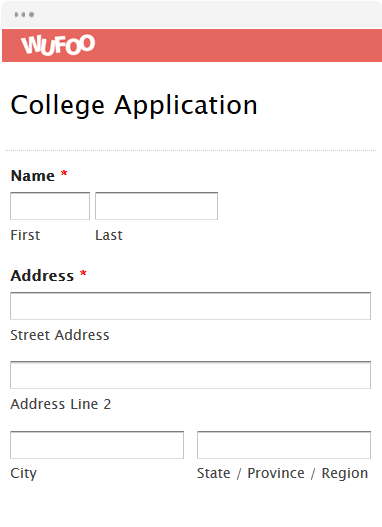 WUFOO
College Application
Name *
First Last
Address *
Street Address
Address Line 2
City State / Province / Region